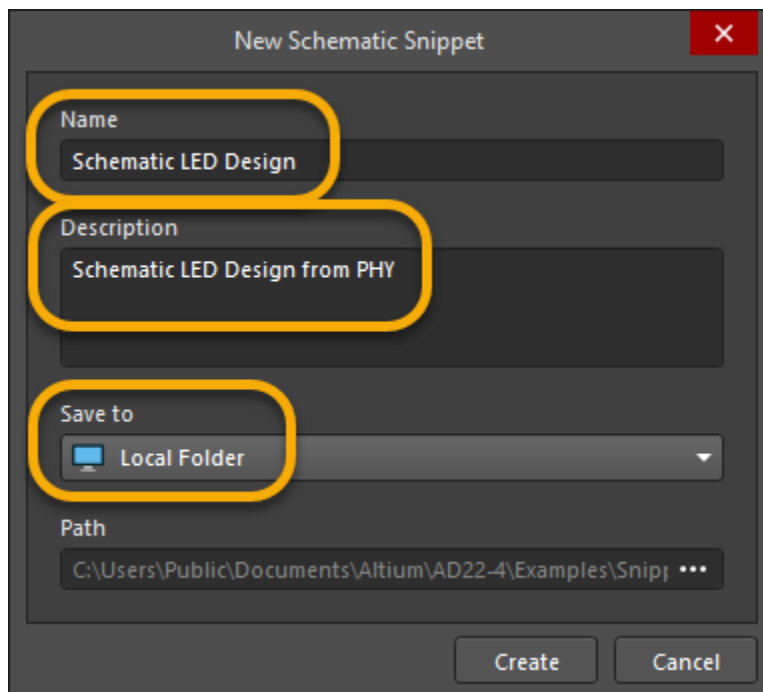 New Schematic Snippet
Name
Schematic LED Design
Description
Schematic LED Design from PHY
Save to
Local Folder
Path
C:\Users\Public\Documents\Altium\AD22-4\Examples\Snip
Create Cancel